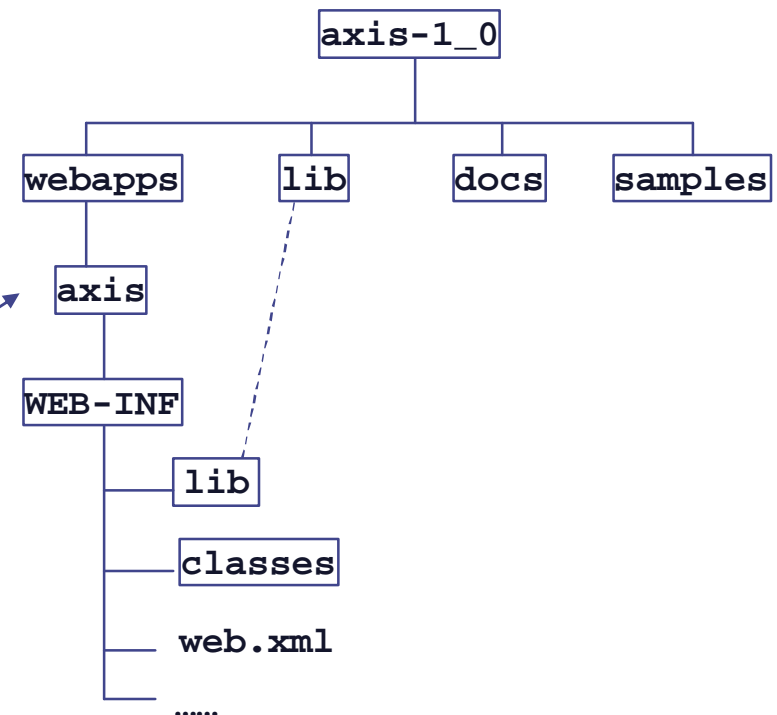 axis-1_0
webapps lib docs samples
axis
WEB-INF
lib
classes
web.xml
……